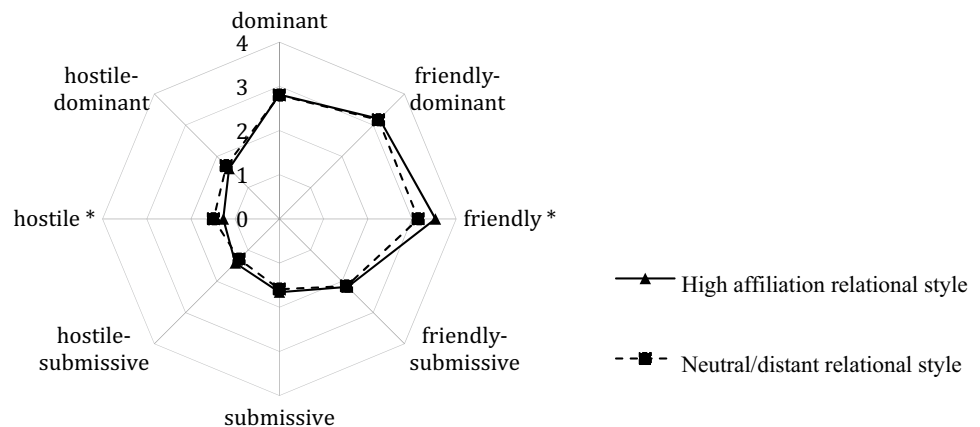 dominant
4
hostile-
dominant
friendly-
dominant
3
2
1
hostile *
0
friendly *
High affiliation relational style
hostile-
submissive
friendly-
submissive
Neutral/distant relational style
submissive